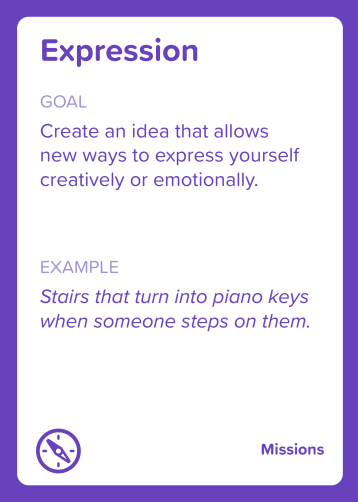 Expression
GOAL
Create an idea that allows
new ways to express yourself
creatively or emotionally.
EXAMPLE
Stairs that turn into piano keys
when someone steps on them.
Missions